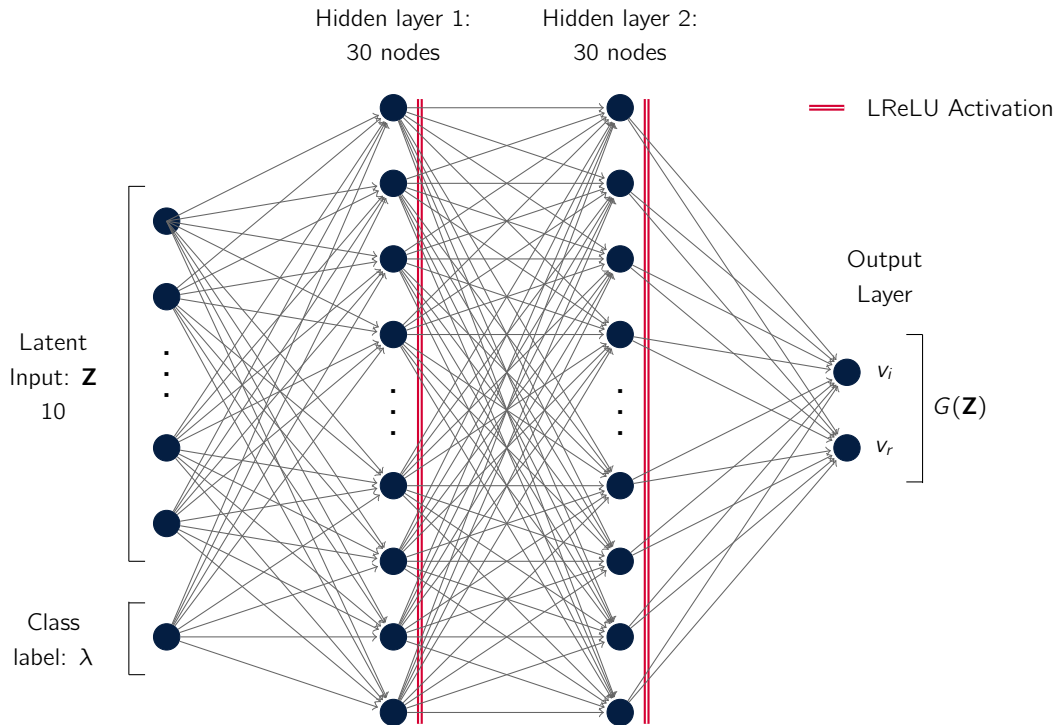 Hidden layer 1:
30 nodes
Hidden layer 2:
30 nodes
LReLU Activation
Output
Layer
Latent
Input: Z
10
v_i
G(Z)
v_r
Class
label: λ